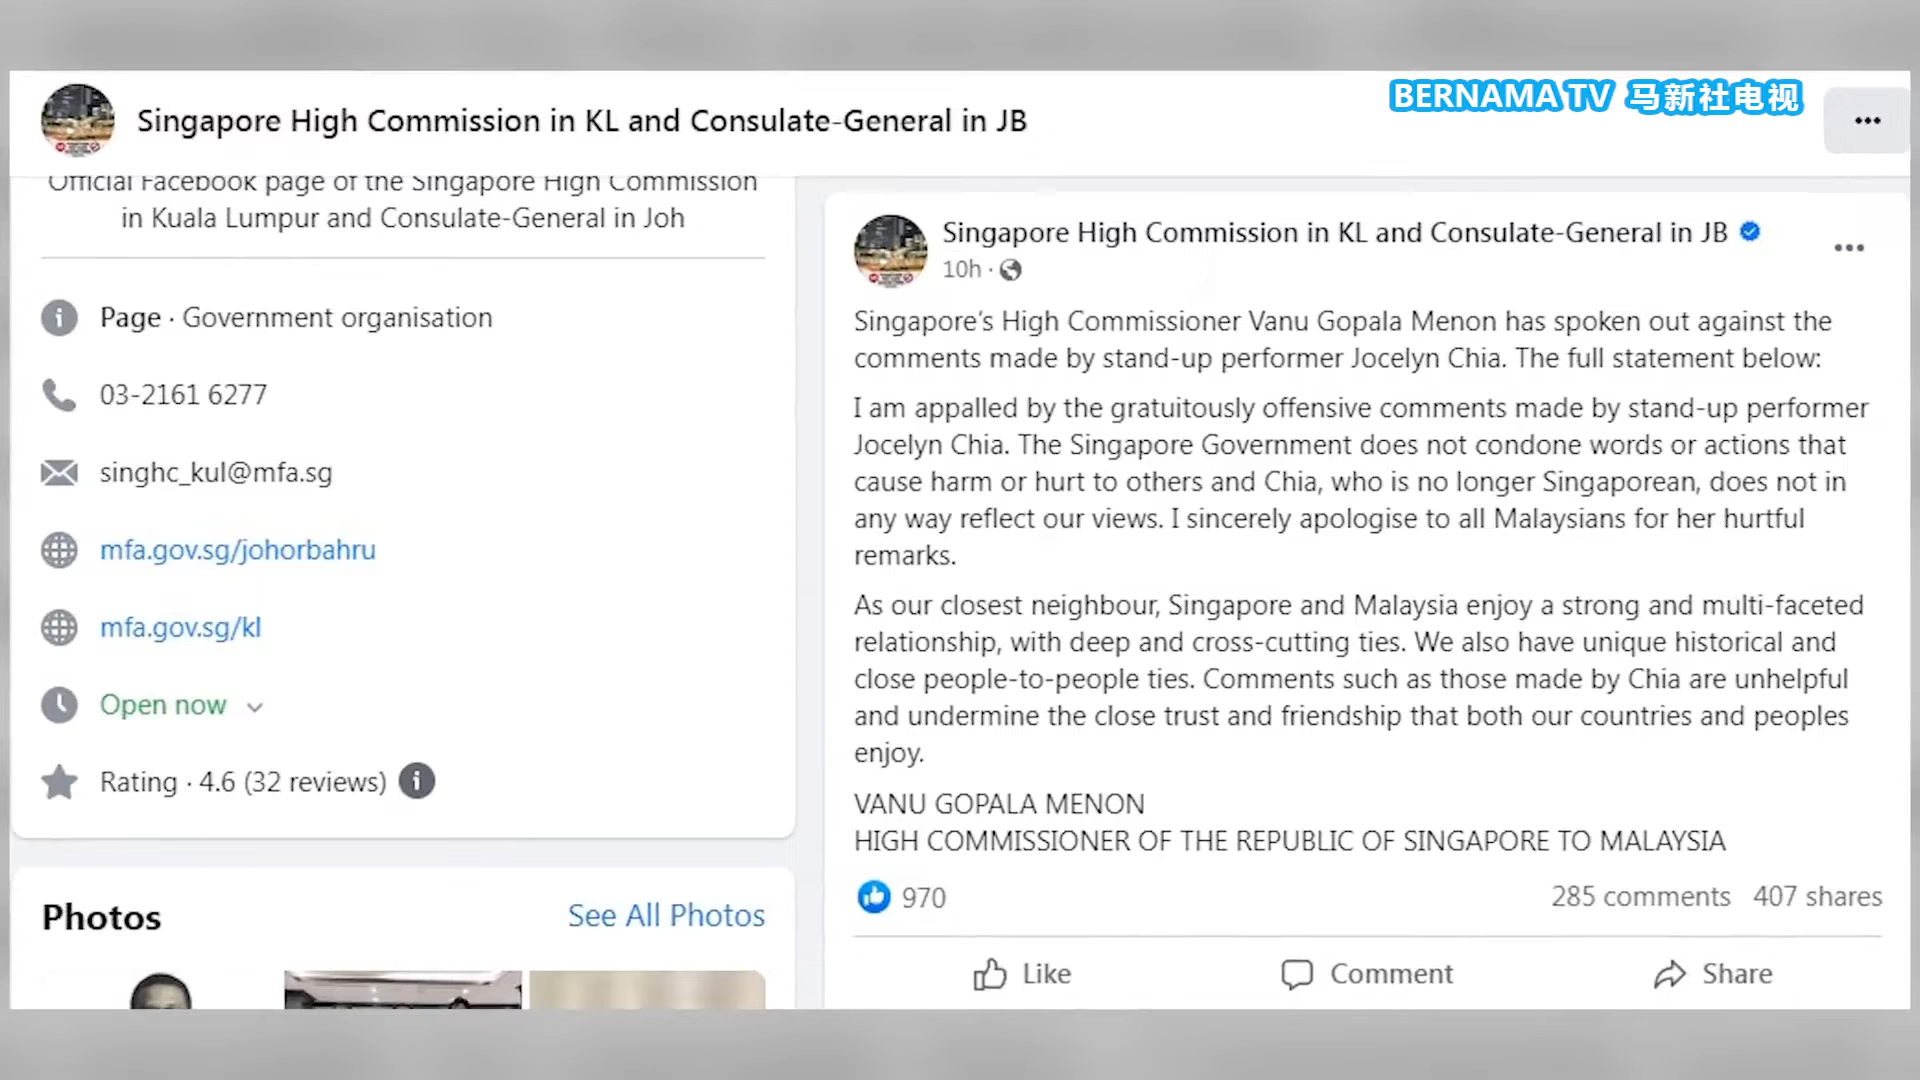 BERNAMA TV 马新社电视
Singapore High Commission in KL and Consulate-General in JB
Official Facebook page of the Singapore High Commission
in Kuala Lumpur and Consulate-General in Joh
Page · Government organisation
03-2161 6277
singhc_kul@mfa.sg
mfa.gov.sg/johorbahru
mfa.gov.sg/kl
Open now
Rating · 4.6 (32 reviews)
Photos
See All Photos
Singapore High Commission in KL and Consulate-General in JB
10h ·
Singapore's High Commissioner Vanu Gopala Menon has spoken out against the
comments made by stand-up performer Jocelyn Chia. The full statement below:
I am appalled by the gratuitously offensive comments made by stand-up performer
Jocelyn Chia. The Singapore Government does not condone words or actions that
cause harm or hurt to others and Chia, who is no longer Singaporean, does not in
any way reflect our views. I sincerely apologise to all Malaysians for her hurtful
remarks.
As our closest neighbour, Singapore and Malaysia enjoy a strong and multi-faceted
relationship, with deep and cross-cutting ties. We also have unique historical and
close people-to-people ties. Comments such as those made by Chia are unhelpful
and undermine the close trust and friendship that both our countries and peoples
enjoy.
VANU GOPALA MENON
HIGH COMMISSIONER OF THE REPUBLIC OF SINGAPORE TO MALAYSIA
970
285 comments 407 shares
Like
Comment
Share